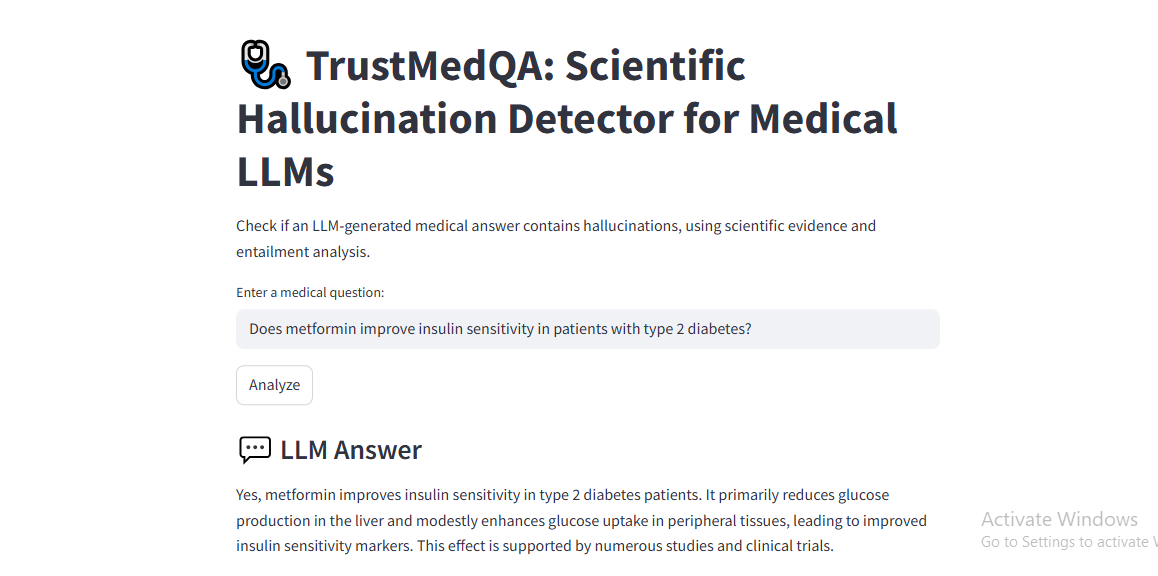 TrustMedQA: Scientific
Hallucination Detector for Medical
LLMs
Check if an LLM-generated medical answer contains hallucinations, using scientific evidence and
entailment analysis.
Enter a medical question:
Does metformin improve insulin sensitivity in patients with type 2 diabetes?
Analyze
LLM Answer
Yes, metformin improves insulin sensitivity in type 2 diabetes patients. It primarily reduces glucose
production in the liver and modestly enhances glucose uptake in peripheral tissues, leading to improved
insulin sensitivity markers. This effect is supported by numerous studies and clinical trials.
Activate Windows
Go to Settings to activate